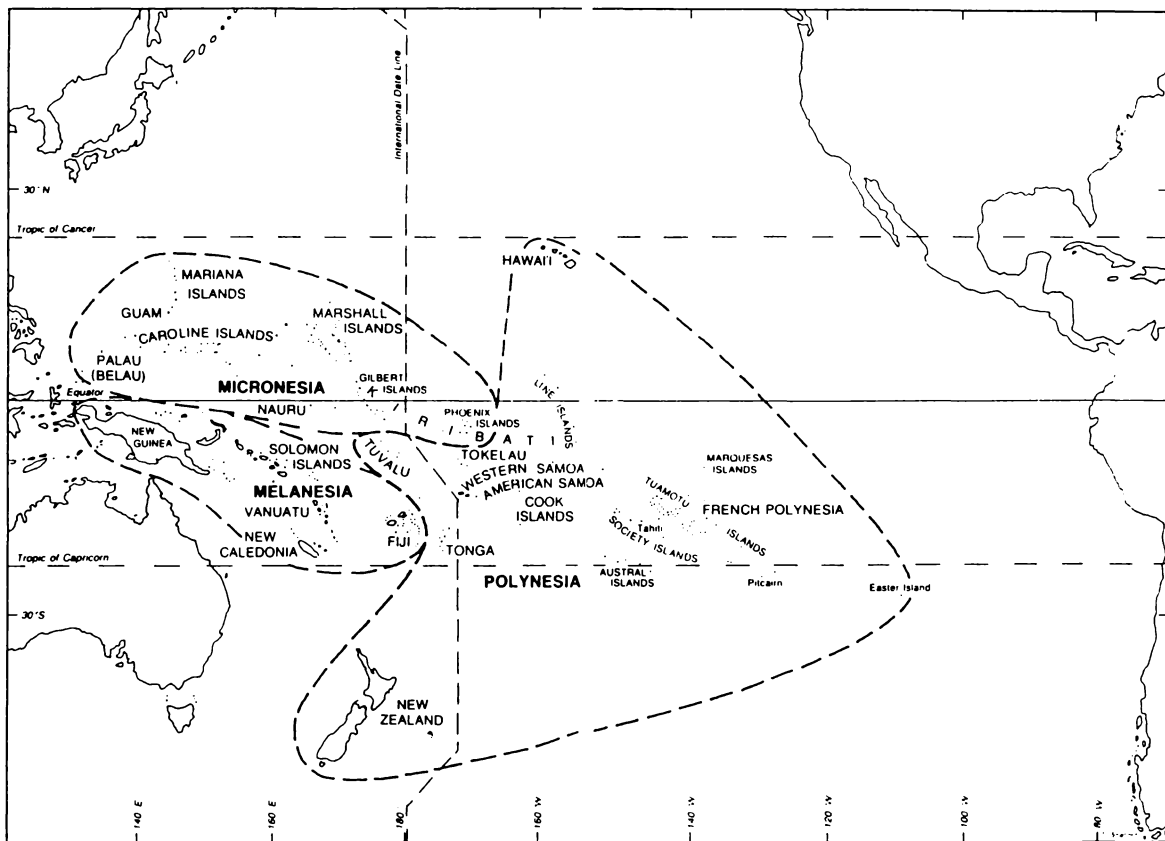 International Date Line
30° N
Tropic of Cancer
HAWAI'I
MARIANA
ISLANDS
GUAM
MARSHALL
ISLANDS
CAROLINE ISLANDS
PALAU
(BELAU)
MICRONESIA
GILBERT
ISLANDS
LINE ISLANDS
Equator
NAURU
PHOENIX
ISLANDS
R I B A T I
NEW
GUINEA
SOLOMON
ISLANDS
TUVALU
TOKELAU
MARQUESAS
ISLANDS
WESTERN SAMOA
AMERICAN SAMOA
MELANESIA
VANUATU
COOK
ISLANDS
TUAMOTU
ISLANDS
FRENCH POLYNESIA
Tahiti
SOCIETY ISLANDS
NEW
CALEDONIA
FIJI
TONGA
Tropic of Capricorn
POLYNESIA
AUSTRAL
ISLANDS
Pitcairn
Easter Island
30° S
NEW
ZEALAND
140 E
160 E
180
160 W
140 W
120 W
100 W
80 W